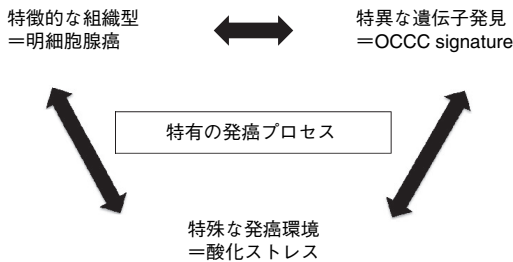 特徴的な組織型
＝明細胞腺癌
特異な遺伝子発見
＝OCCC signature
特有の発癌プロセス
特殊な発癌環境
＝酸化ストレス